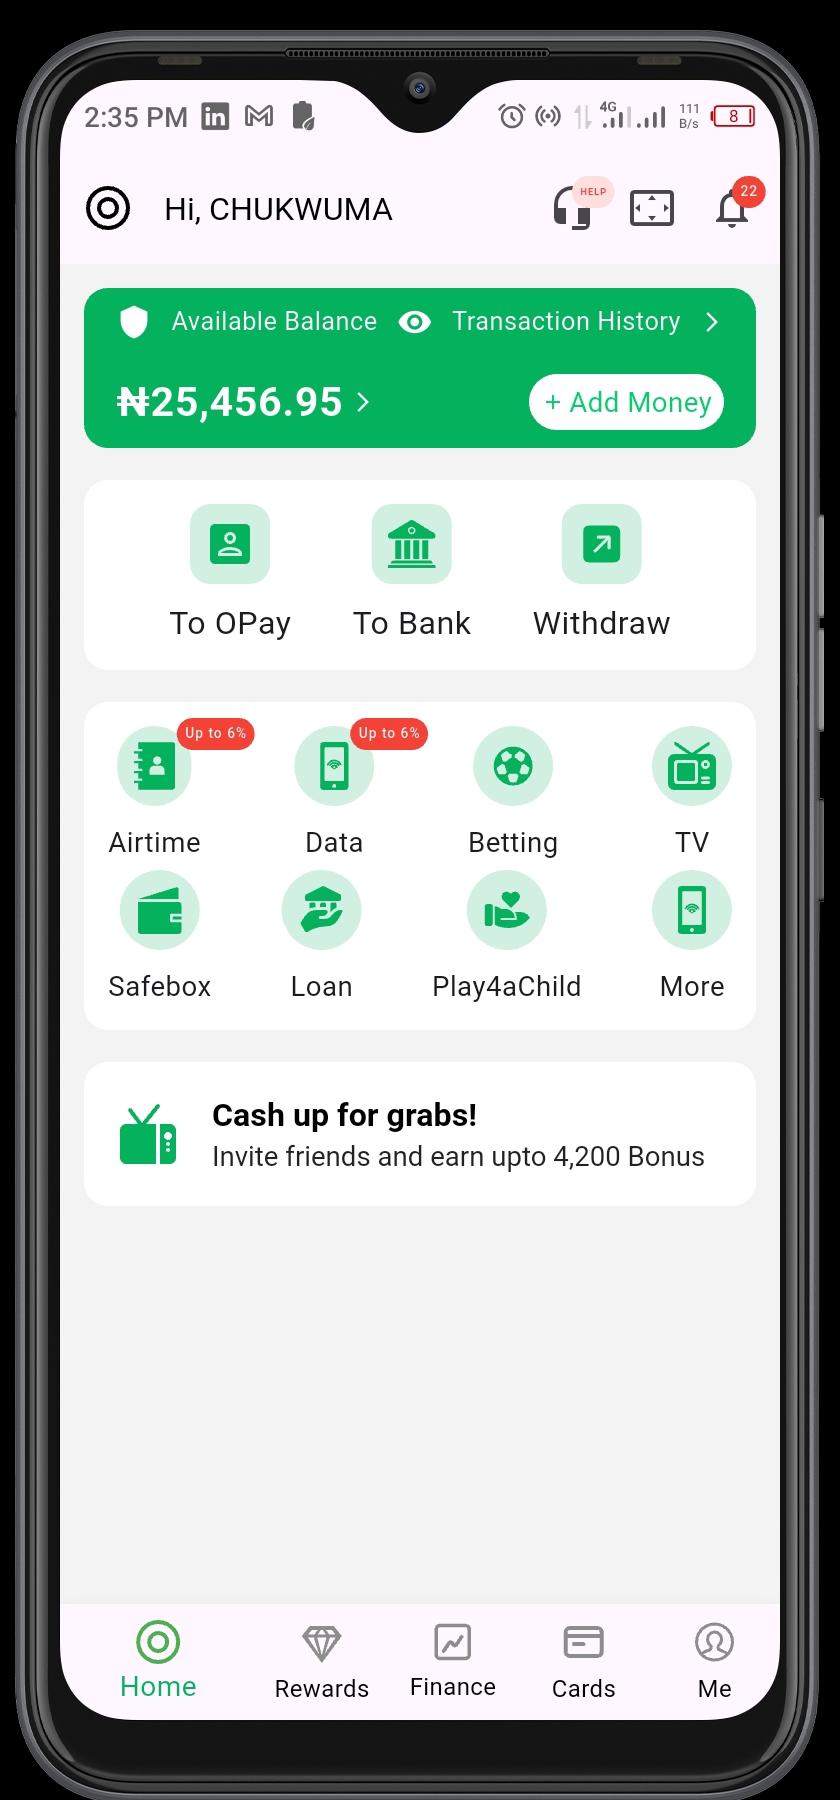 2:35 PM in 4G 111 B/s 8
Hi, CHUKWUMA HELP 22
Available Balance Transaction History
₦25,456.95 + Add Money
To OPay To Bank Withdraw
Up to 6% Up to 6%
Airtime Data Betting TV
Safebox Loan Play4aChild More
Cash up for grabs!
Invite friends and earn upto 4,200 Bonus
Home Rewards Finance Cards Me